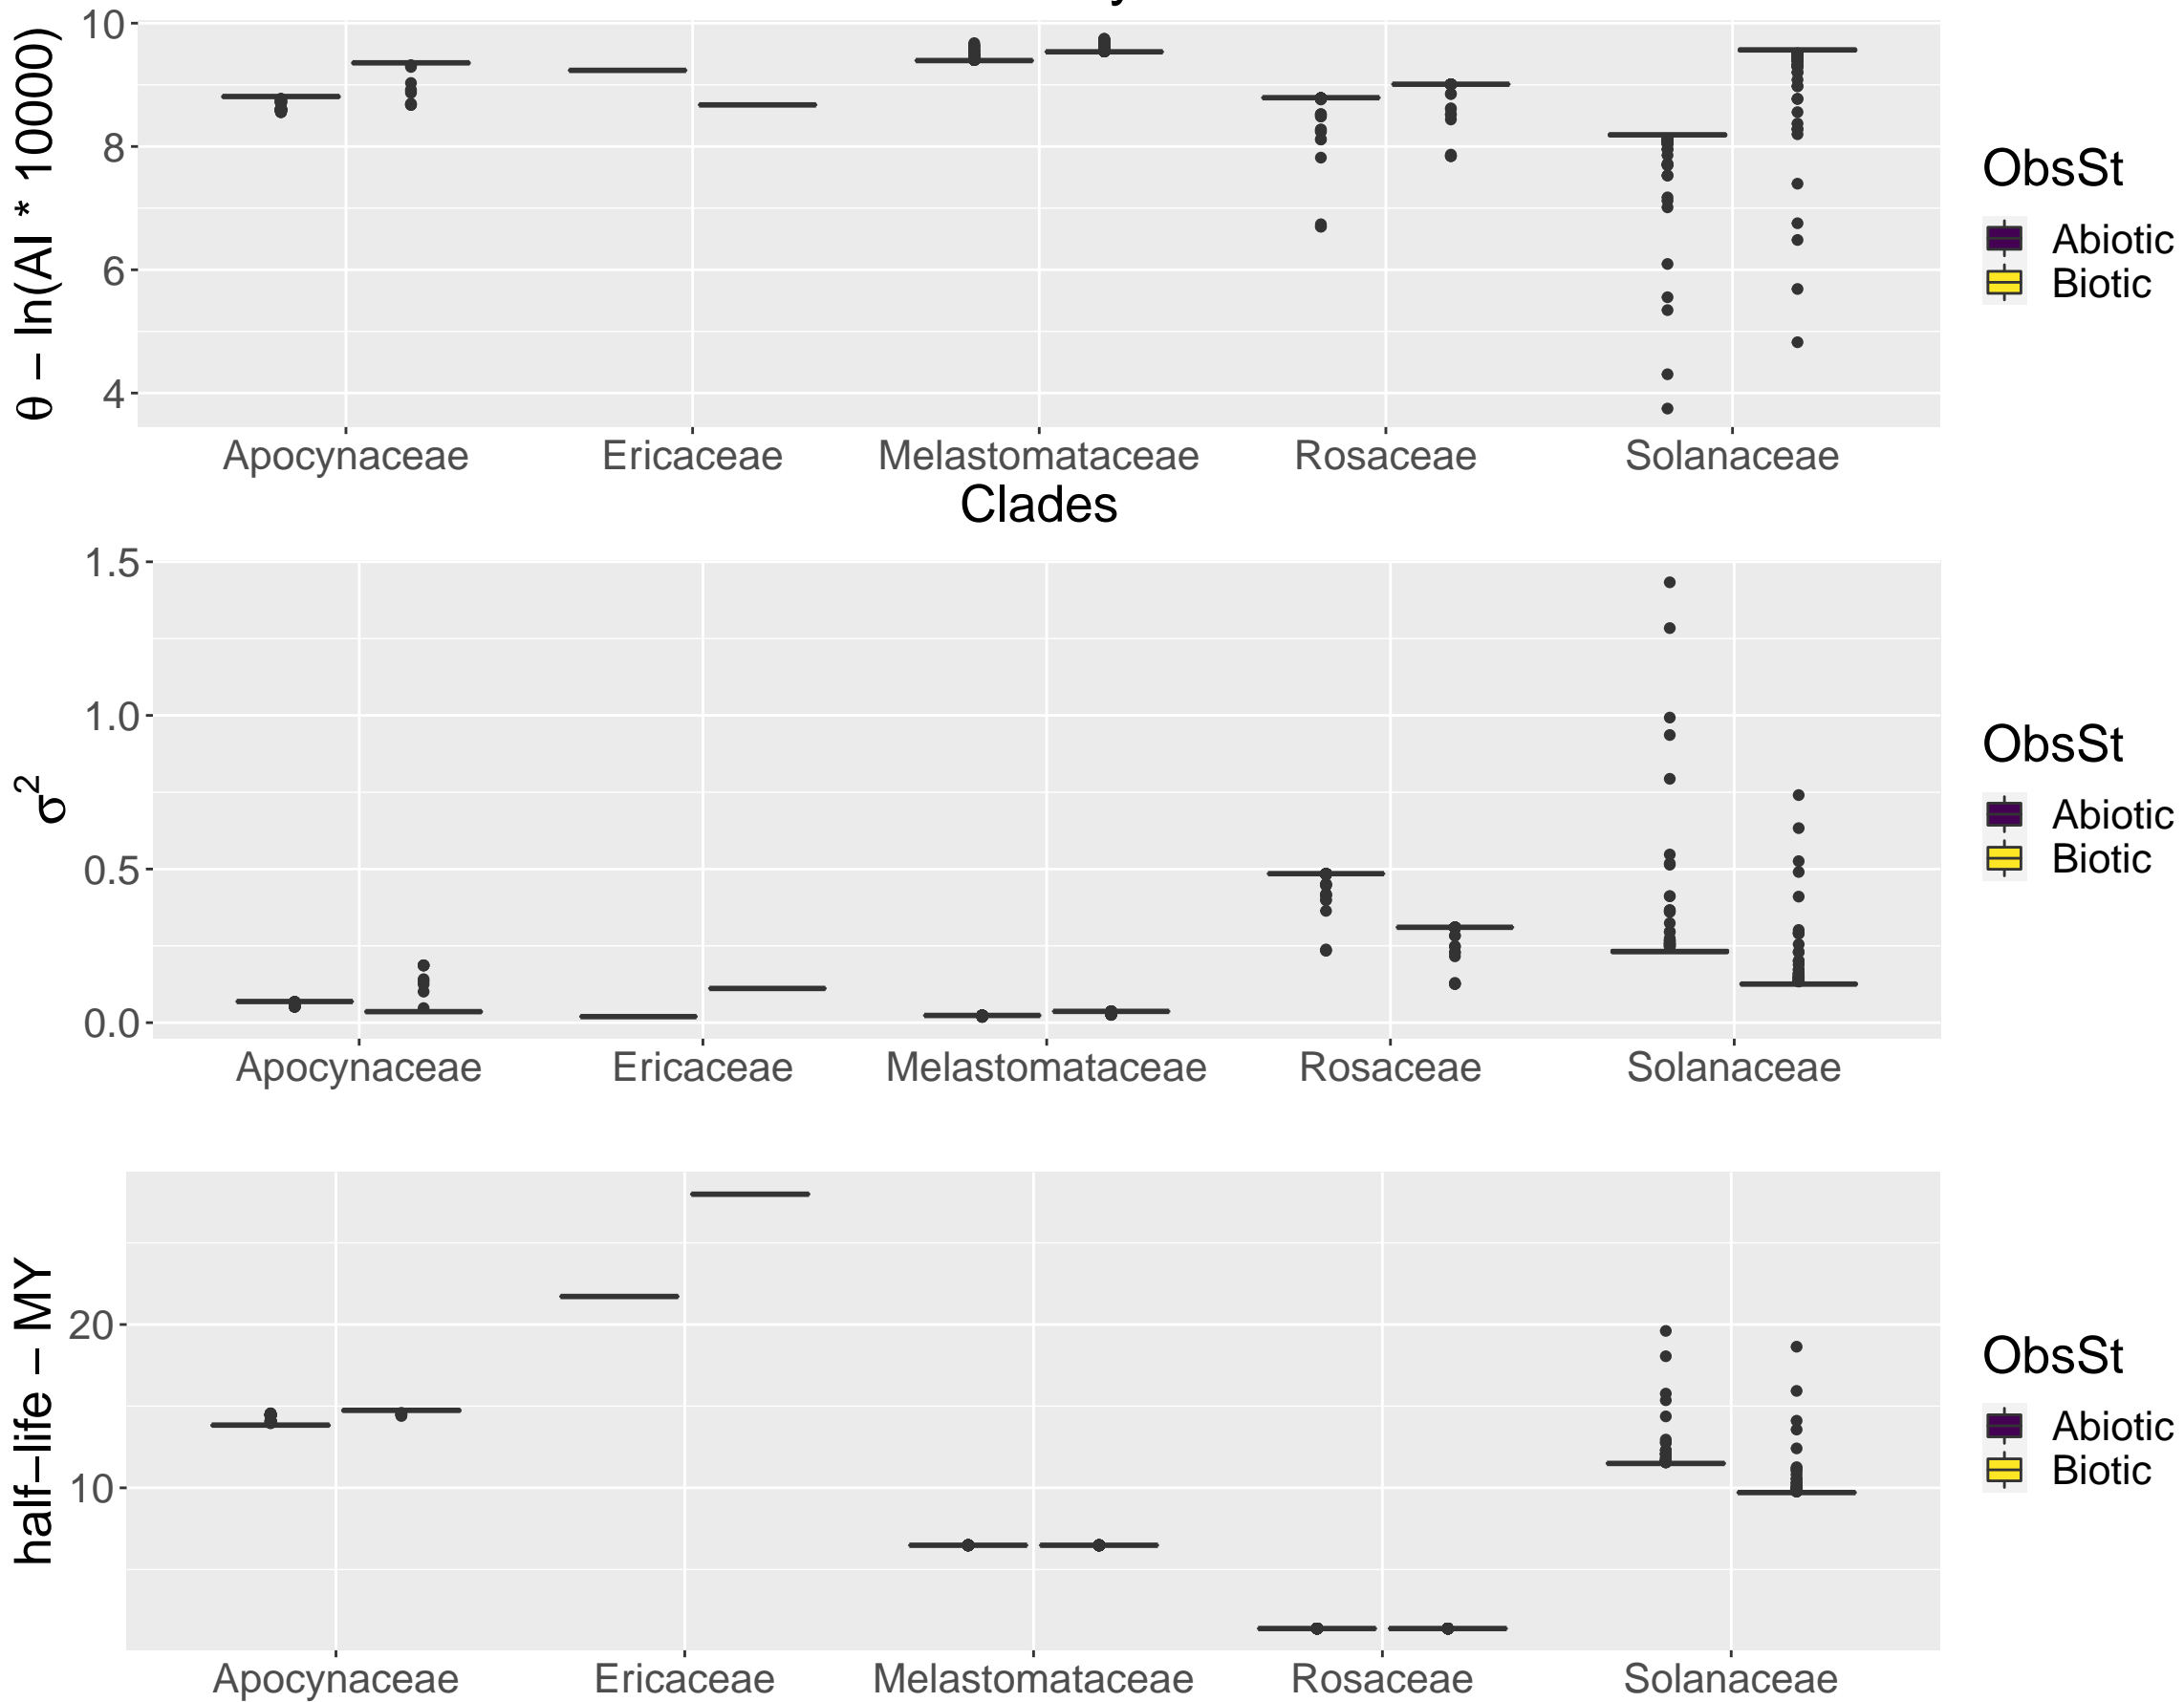 10
8
6
4
θ − ln(AI * 10000)
Apocynaceae Ericaceae Melastomataceae Rosaceae Solanaceae
Clades
ObsSt
Abiotic
Biotic
1.5
1.0
0.5
0.0
σ²
Apocynaceae Ericaceae Melastomataceae Rosaceae Solanaceae
ObsSt
Abiotic
Biotic
20
10
half−life − MY
Apocynaceae Ericaceae Melastomataceae Rosaceae Solanaceae
ObsSt
Abiotic
Biotic